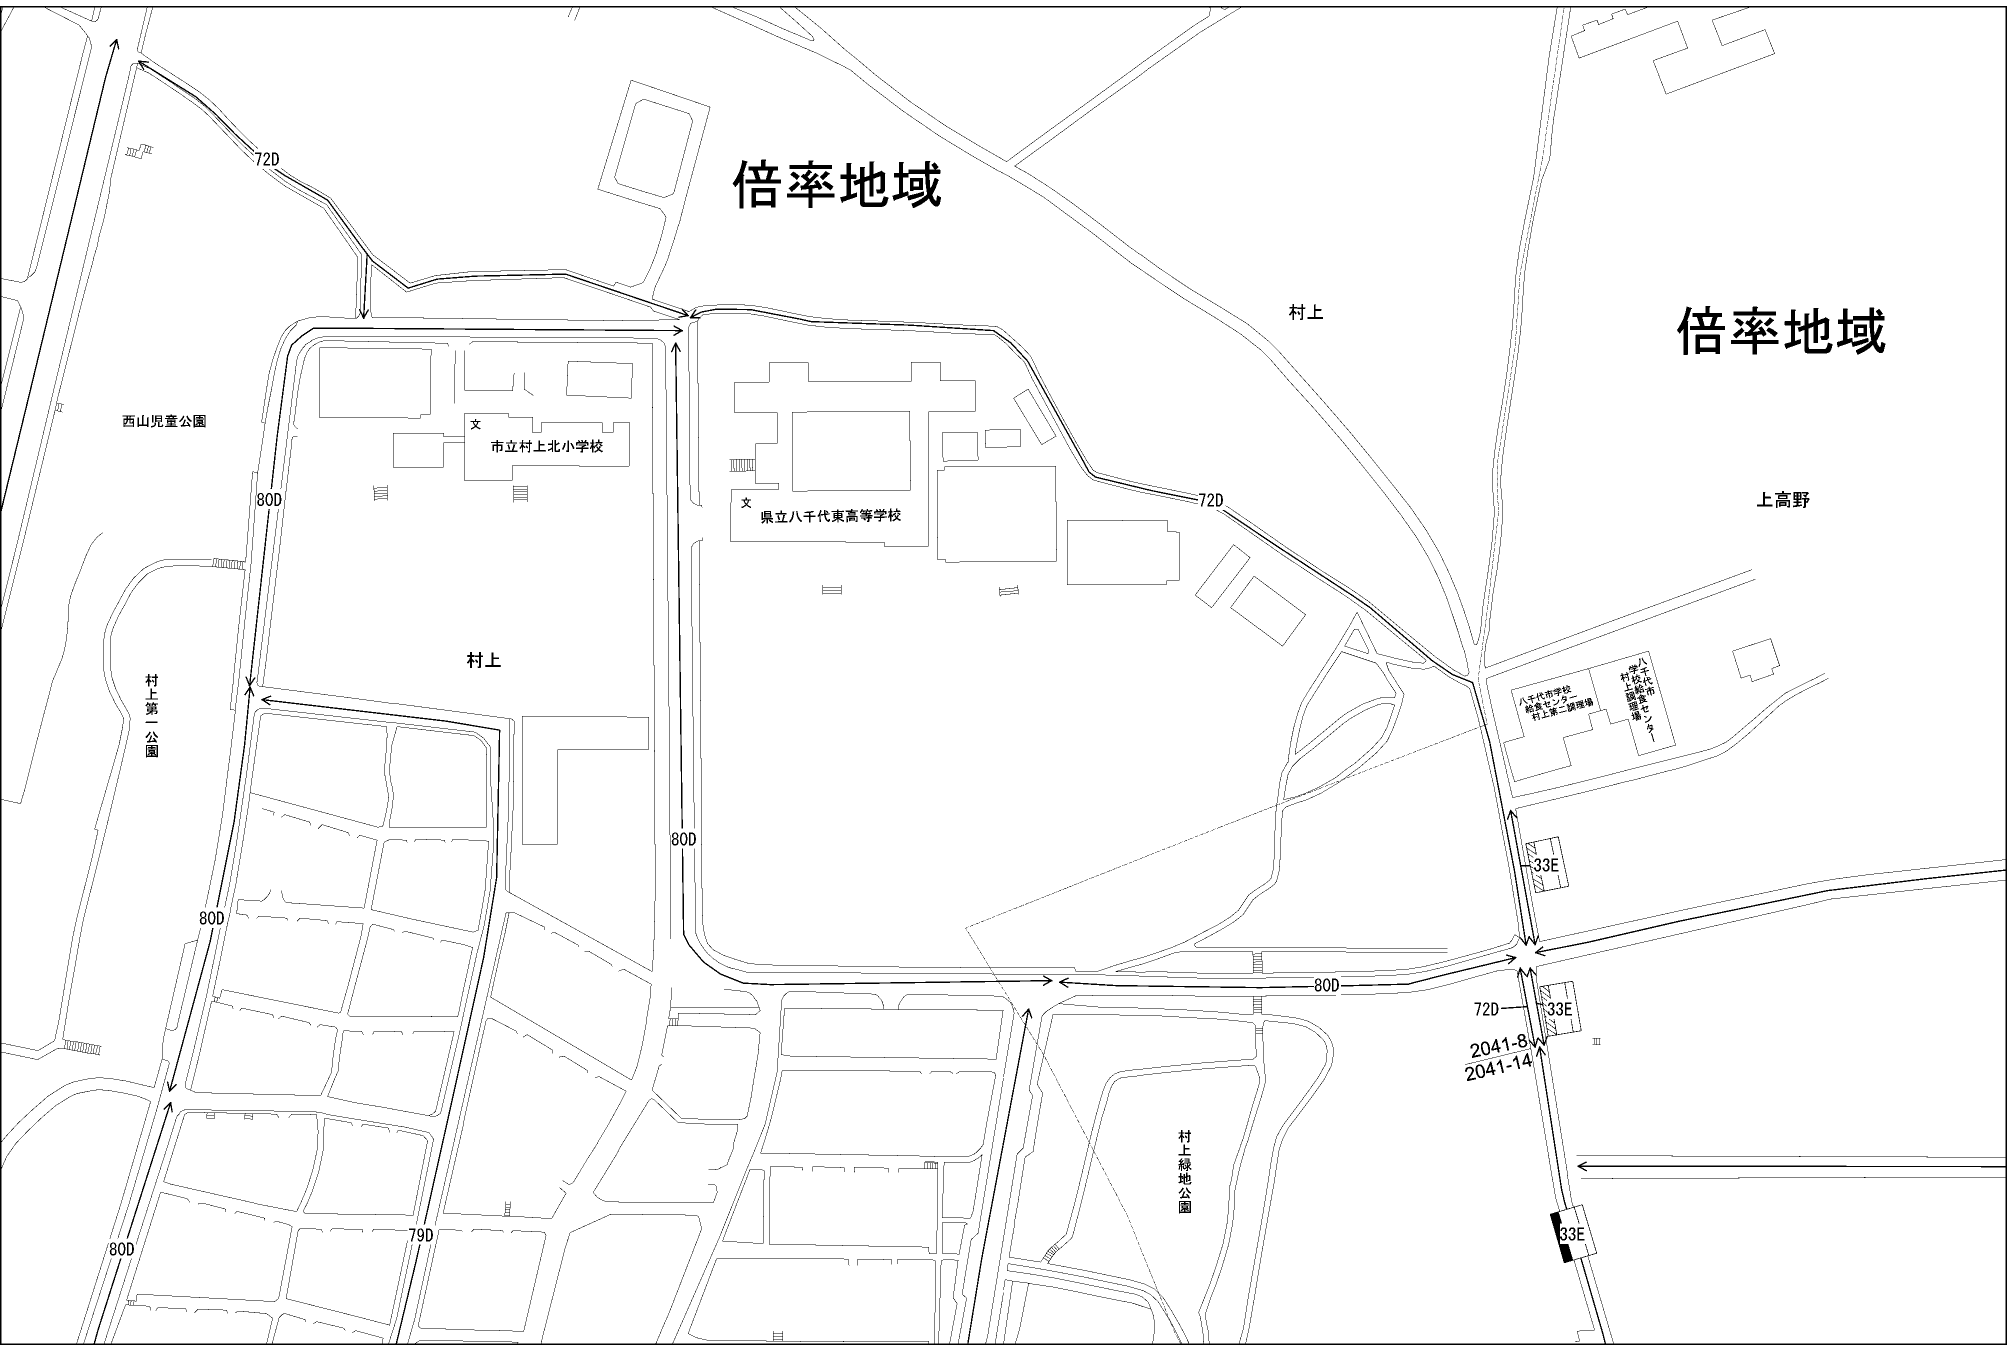 72D
倍率地域
村上
倍率地域
西山児童公園
文
市立村上北小学校
80D
文
県立八千代東高等学校
72D
上高野
村上
村上第一公園
八千代市学校
給食センター
村上第二調理場
八千代市
学校給食センター
村上調理場
80D
33E
80D
80D
72D
33E
2041-8
2041-14
村上緑地公園
80D
79D
33E